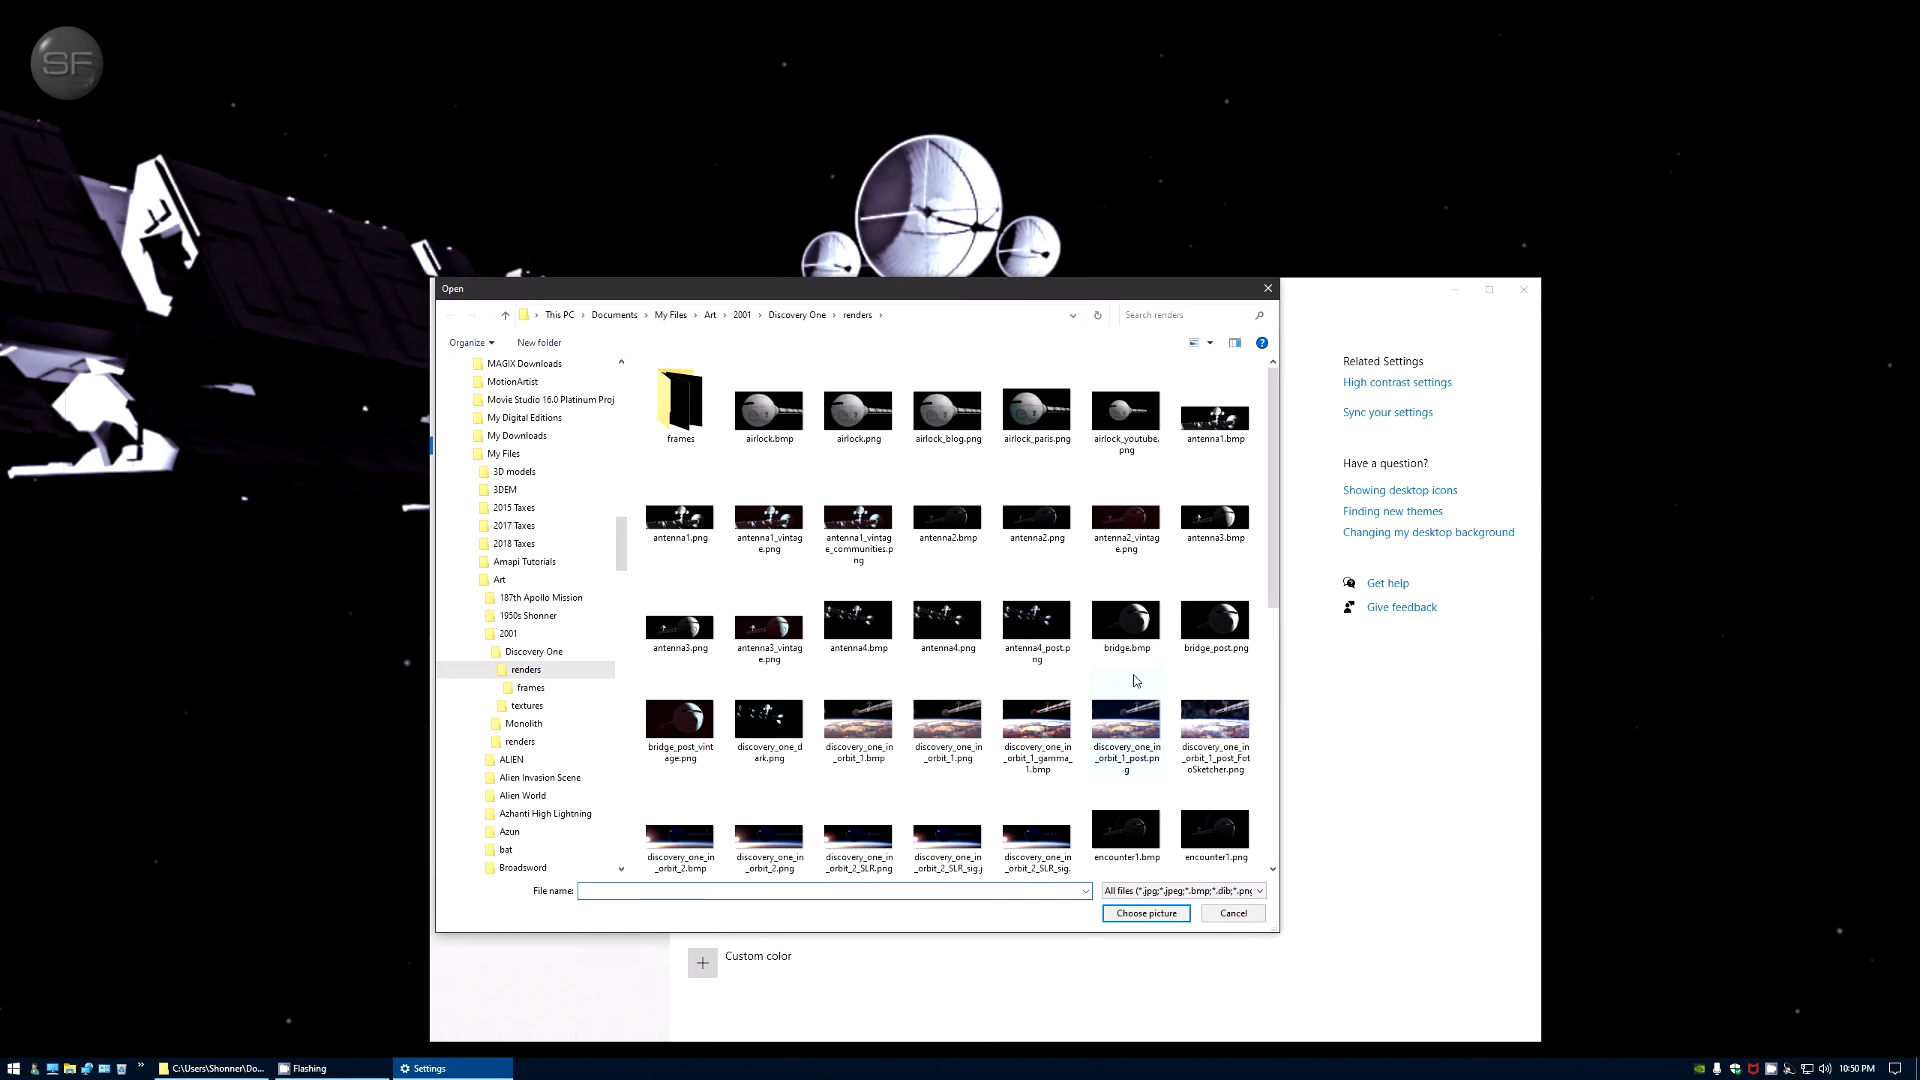 SF
Open
This PC › Documents › My Files › Art › 2001 › Discovery One › renders ›
Search renders
Organize
New folder
MAGIX Downloads
MotionArtist
Movie Studio 16.0 Platinum Proj
My Digital Editions
My Downloads
My Files
3D models
3DEM
2015 Taxes
2017 Taxes
2018 Taxes
Amapi Tutorials
Art
187th Apollo Mission
1950s Shonner
2001
Discovery One
renders
frames
textures
Monolith
renders
ALIEN
Alien Invasion Scene
Alien World
Azhanti High Lightning
Azun
bat
Broadsword
frames
airlock.bmp
airlock.png
airlock_blog.png
airlock_paris.png
airlock_youtube.
png
antenna1.bmp
antenna1.png
antenna1_vintag
e.png
antenna1_vintag
e_communities.p
ng
antenna2.bmp
antenna2.png
antenna2_vintag
e.png
antenna3.bmp
antenna3.png
antenna3_vintag
e.png
antenna4.bmp
antenna4.png
antenna4_post.p
ng
bridge.bmp
bridge_post.png
bridge_post_vint
age.png
discovery_one_d
ark.png
discovery_one_in
_orbit_1.bmp
discovery_one_in
_orbit_1.png
discovery_one_in
_orbit_1_gamma_
1.bmp
discovery_one_in
_orbit_1_post.pn
g
discovery_one_in
_orbit_1_post_Fot
oSketcher.png
discovery_one_in
_orbit_2.bmp
discovery_one_in
_orbit_2.png
discovery_one_in
_orbit_2_SLR.png
discovery_one_in
_orbit_2_SLR_sig.j
discovery_one_in
_orbit_2_SLR_sig.
encounter1.bmp
encounter1.png
File name:
All files (*.jpg;*.jpeg;*.bmp;*.dib;*.png
Choose picture
Cancel
Related Settings
High contrast settings
Sync your settings
Have a question?
Showing desktop icons
Finding new themes
Changing my desktop background
Get help
Give feedback
Custom color
C:\Users\Shonner\Do...
Flashing
Settings
10:50 PM